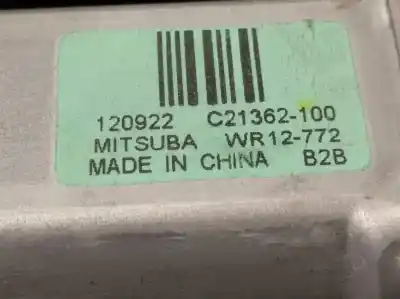 120922 C21362-100
MITSUBA WR12-772
MADE IN CHINA B2B